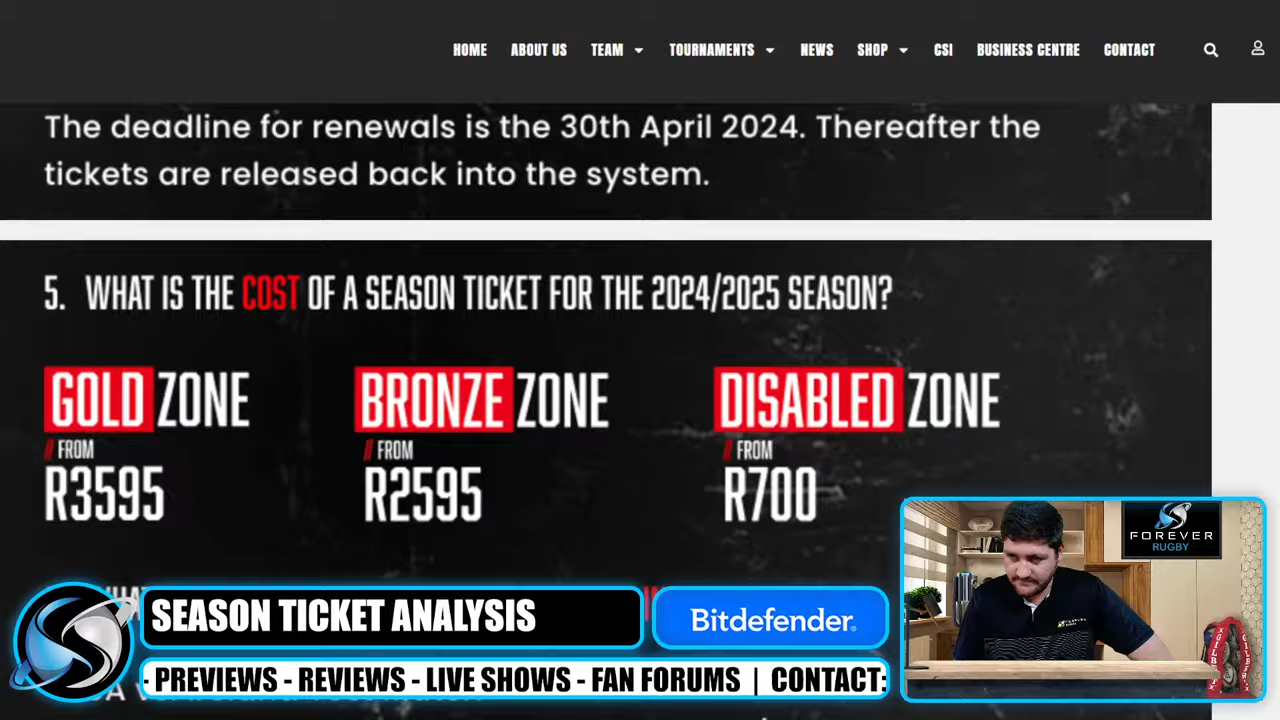 HOME ABOUT US TEAM TOURNAMENTS NEWS SHOP CSI BUSINESS CENTRE CONTACT
The deadline for renewals is the 30th April 2024. Thereafter the
tickets are released back into the system.
5. WHAT IS THE COST OF A SEASON TICKET FOR THE 2024/2025 SEASON?
GOLD ZONE
// FROM
R3595
BRONZE ZONE
// FROM
R2595
DISABLED ZONE
// FROM
R700
FOREVER
RUGBY
SEASON TICKET ANALYSIS
Bitdefender
- PREVIEWS - REVIEWS - LIVE SHOWS - FAN FORUMS | CONTACT: